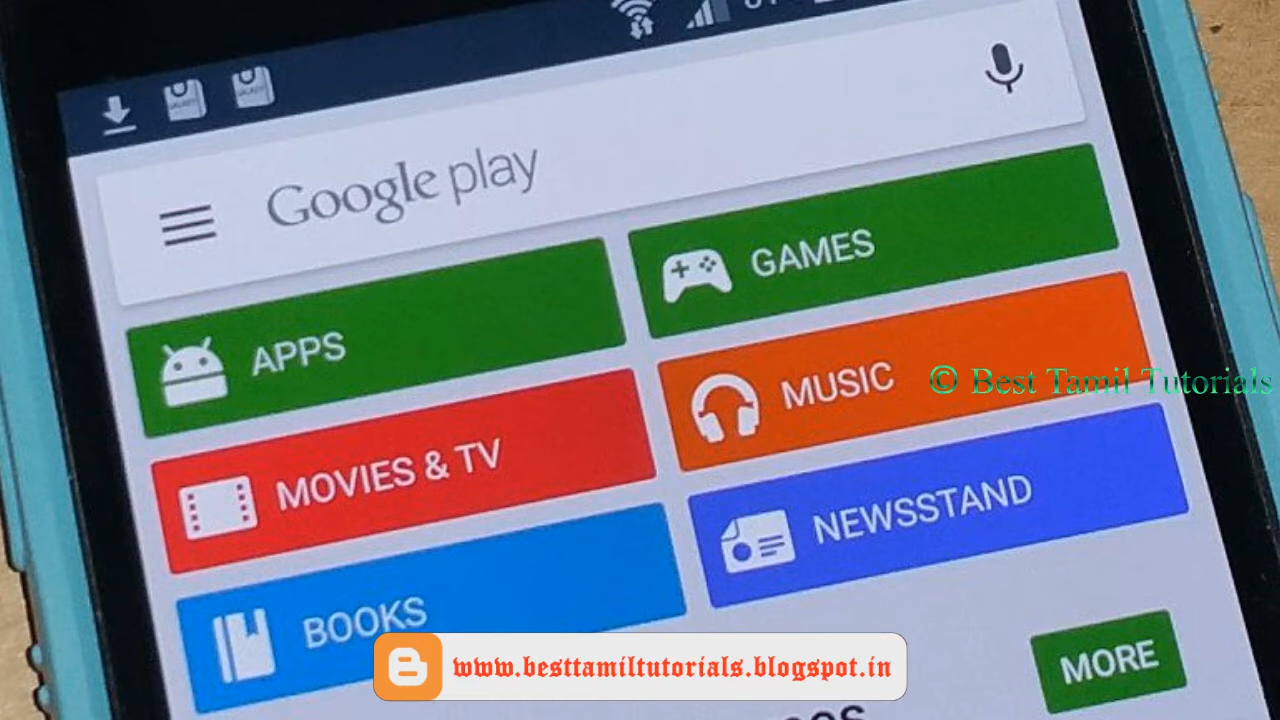 Google play
APPS
GAMES
MOVIES & TV
MUSIC
© Best Tamil Tutorials
BOOKS
NEWSSTAND
MORE
www.besttamiltutorials.blogspot.in